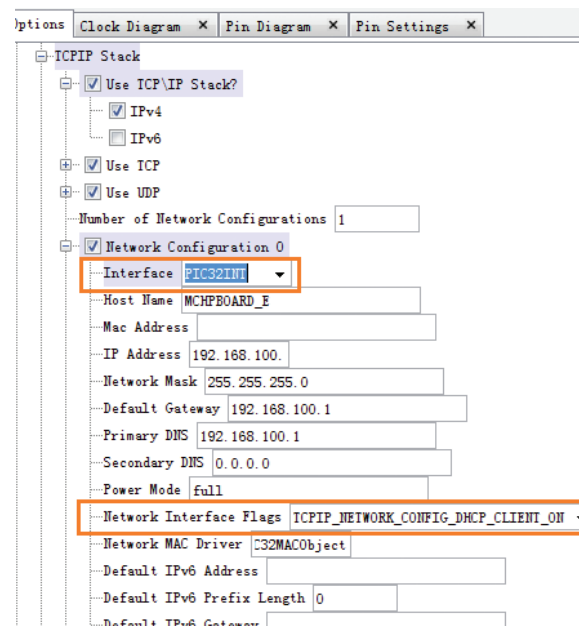 ptions Clock Diagram × Pin Diagram × Pin Settings ×
TCPIP Stack
Use TCP\IP Stack?
IPv4
IPv6
Use TCP
Use UDP
Number of Network Configurations 1
Network Configuration 0
Interface PIC32INT
Host Name MCHPBOARD_E
Mac Address
IP Address 192.168.100.
Network Mask 255.255.255.0
Default Gateway 192.168.100.1
Primary DNS 192.168.100.1
Secondary DNS 0.0.0.0
Power Mode full
Network Interface Flags TCPIP_NETWORK_CONFIG_DHCP_CLIENT_ON
Network MAC Driver C32MACObject
Default IPv6 Address
Default IPv6 Prefix Length 0
Default IPv6 Gateway